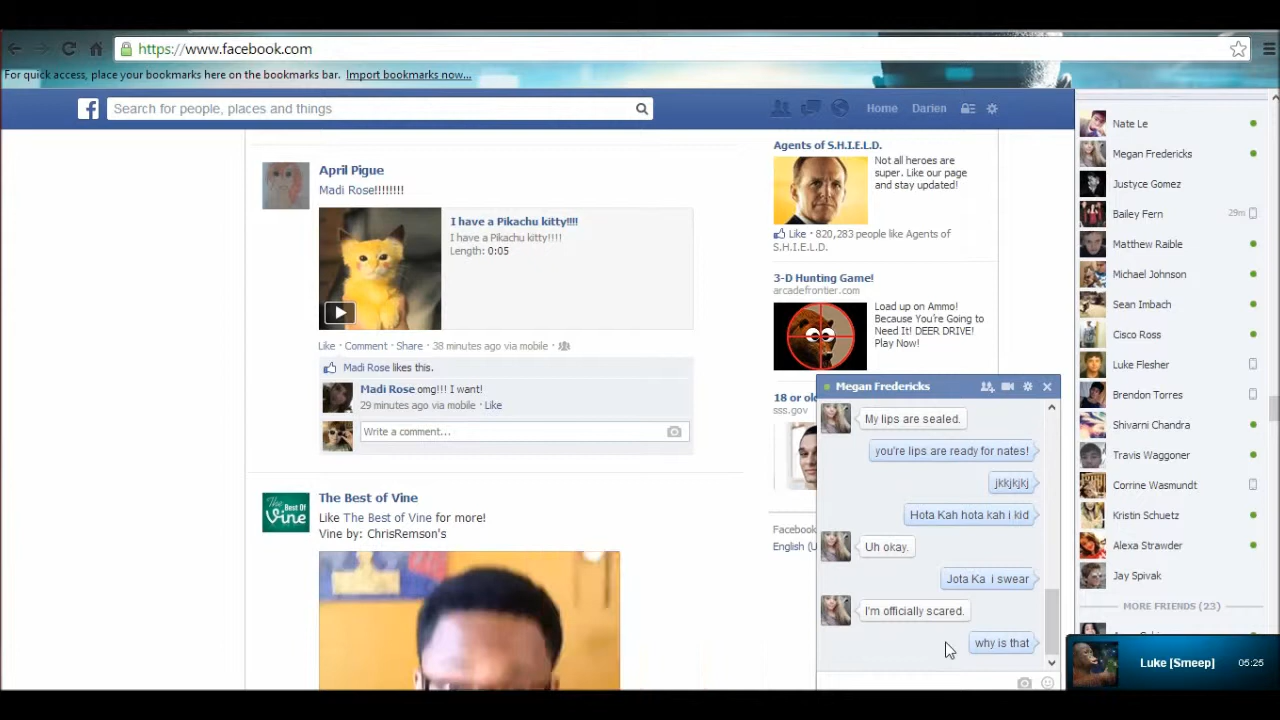 https://www.facebook.com
For quick access, place your bookmarks here on the bookmarks bar. Import bookmarks now...
f
Search for people, places and things
Home
Darien
April Pigue
Madi Rose!!!!!!!!
I have a Pikachu kitty!!!!
I have a Pikachu kitty!!!!
Length: 0:05
Like · Comment · Share · 38 minutes ago via mobile ·
Madi Rose likes this.
Madi Rose omg!!! I want!
29 minutes ago via mobile · Like
Write a comment...
The Best Of Vine
The Best of Vine
Like The Best of Vine for more!
Vine by: ChrisRemson's
Agents of S.H.I.E.L.D.
Not all heroes are
super. Like our page
and stay updated!
Like · 820,283 people like Agents of
S.H.I.E.L.D.
3-D Hunting Game!
arcadefrontier.com
Load up on Ammo!
Because You're Going to
Need It! DEER DRIVE!
Play Now!
18 or ol
sss.gov
Facebook
English (U
Megan Fredericks
My lips are sealed.
you're lips are ready for nates!
jkkjkjkj
Hota Kah hota kah i kid
Uh okay.
Jota Ka i swear
I'm officially scared.
why is that
Nate Le
Megan Fredericks
Justyce Gomez
Bailey Fern
29m
Matthew Raible
Michael Johnson
Sean Imbach
Cisco Ross
Luke Flesher
Brendon Torres
Shivarni Chandra
Travis Waggoner
Corrine Wasmundt
Kristin Schuetz
Alexa Strawder
Jay Spivak
MORE FRIENDS (23)
Luke [Smeep]
05:25